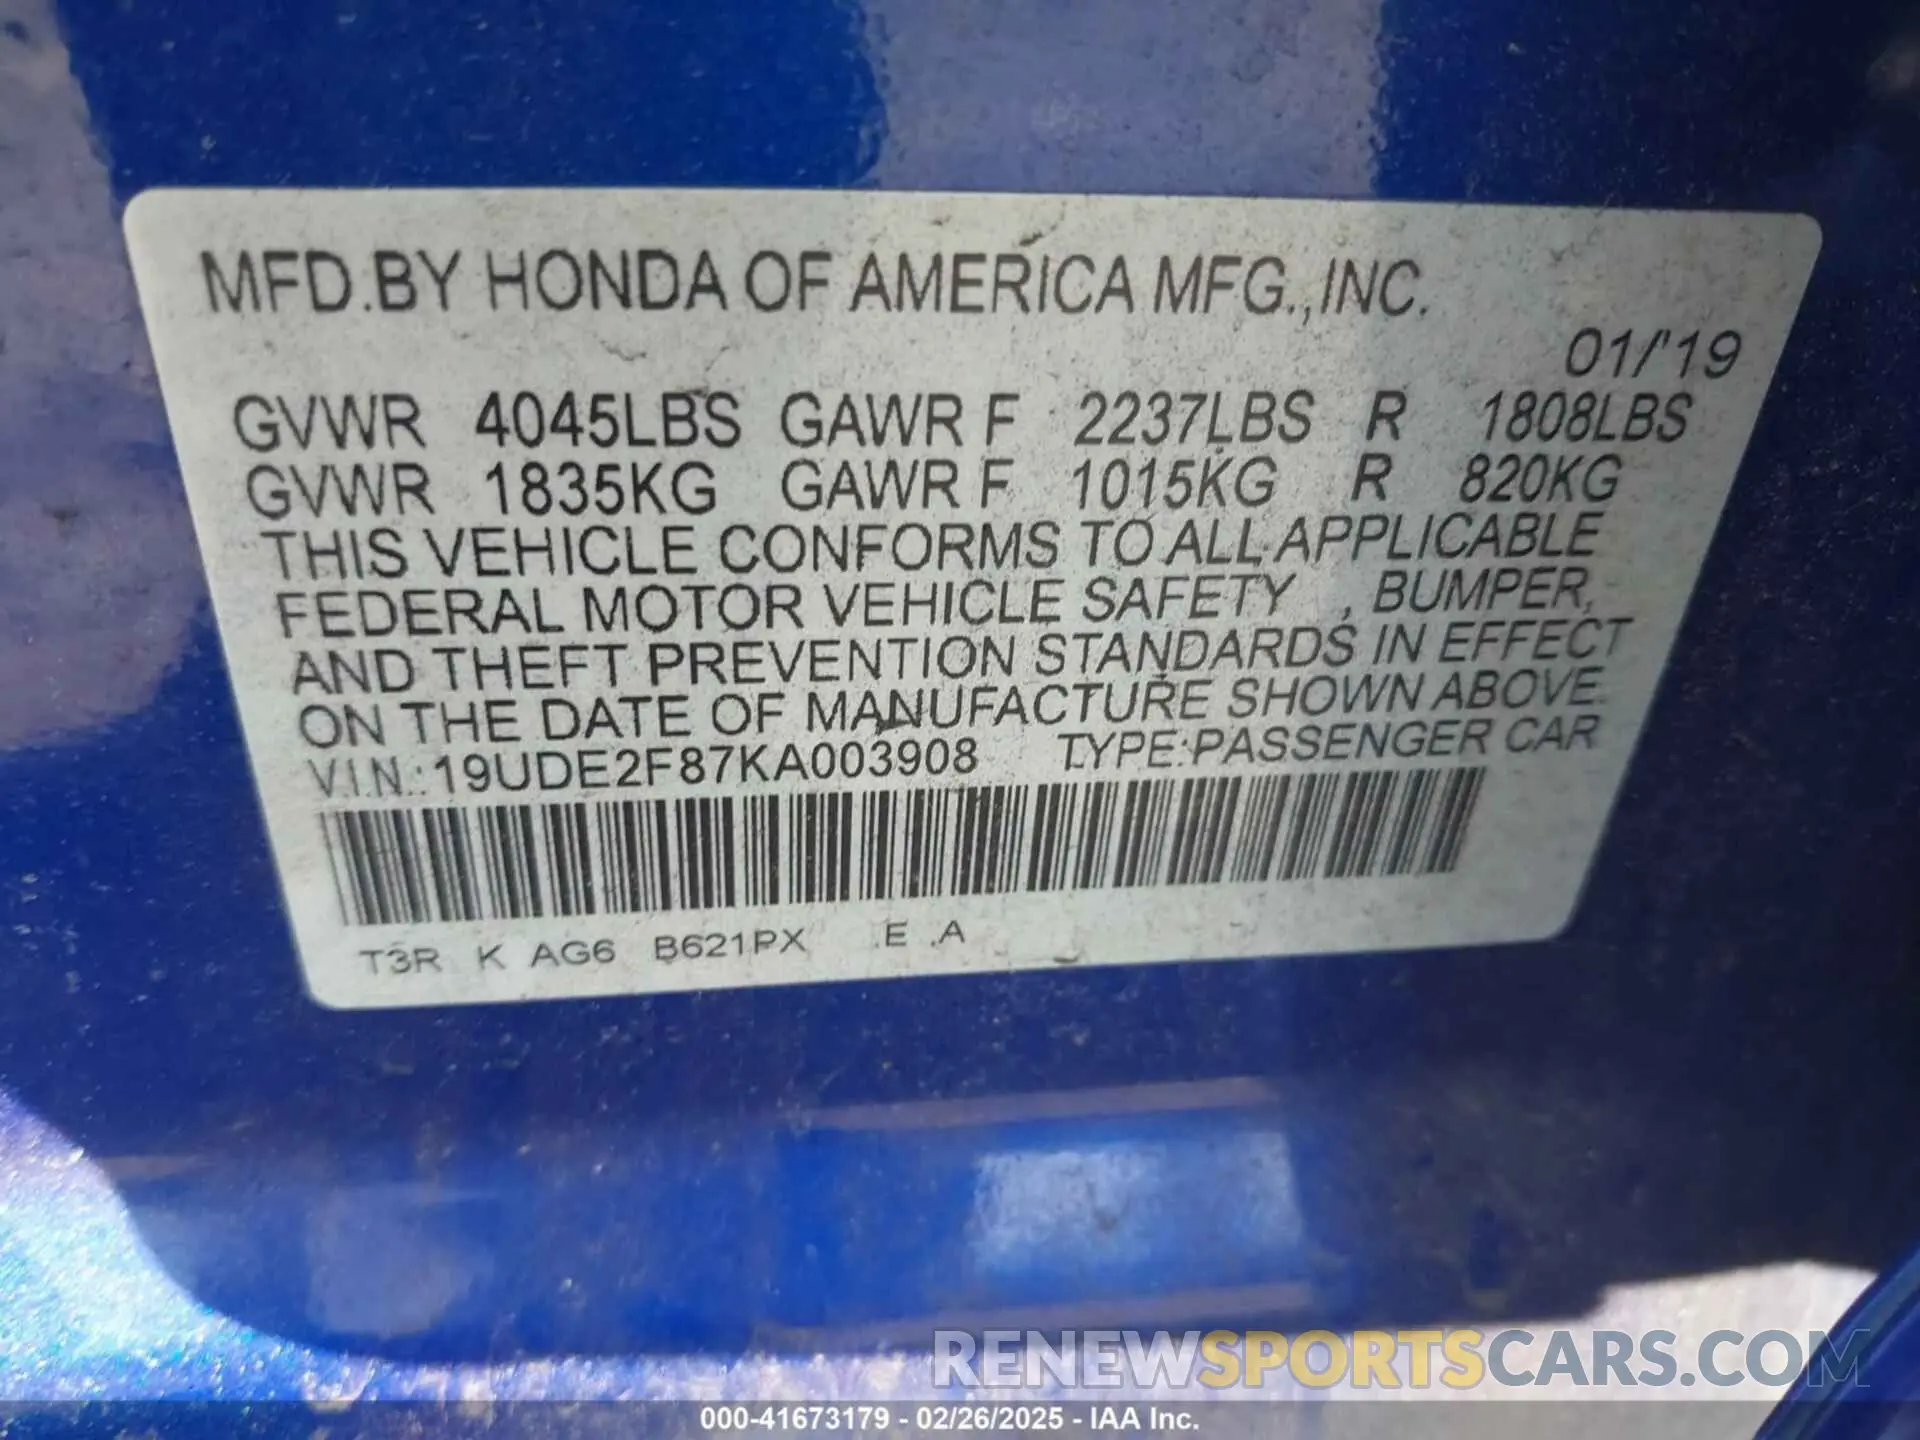 MFD.BY HONDA OF AMERICA MFG.,INC.
01/'19
GVWR 4045LBS GAWR F 2237LBS R 1808LBS
GVWR 1835KG GAWR F 1015KG R 820KG
THIS VEHICLE CONFORMS TO ALL APPLICABLE
FEDERAL MOTOR VEHICLE SAFETY , BUMPER,
AND THEFT PREVENTION STANDARDS IN EFFECT
ON THE DATE OF MANUFACTURE SHOWN ABOVE.
V.I.N.:19UDE2F87KA003908 TYPE:PASSENGER CAR
T3R K AG6 B621PX .E .A
RENEWSPORTSCARS.COM
000-41673179 - 02/26/2025 - IAA Inc.